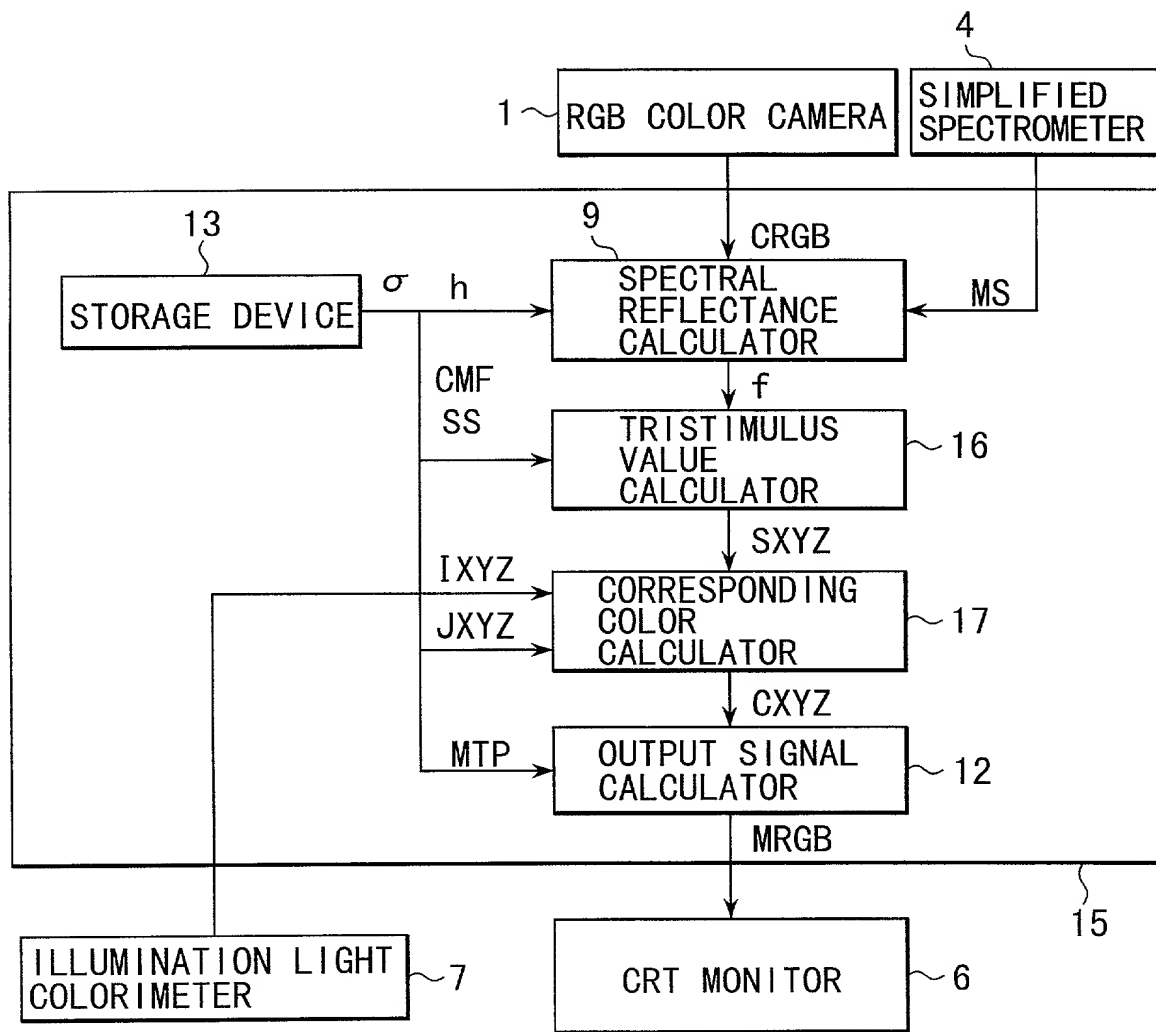 4
1
RGB COLOR CAMERA
SIMPLIFIED
SPECTROMETER
13
9
CRGB
STORAGE DEVICE
σ
h
SPECTRAL
REFLECTANCE
CALCULATOR
MS
CMF
SS
f
TRISTIMULUS
VALUE
CALCULATOR
16
SXYZ
IXYZ
JXYZ
CORRESPONDING
COLOR
CALCULATOR
17
CXYZ
MTP
OUTPUT SIGNAL
CALCULATOR
12
MRGB
15
ILLUMINATION LIGHT
COLORIMETER
7
CRT MONITOR
6